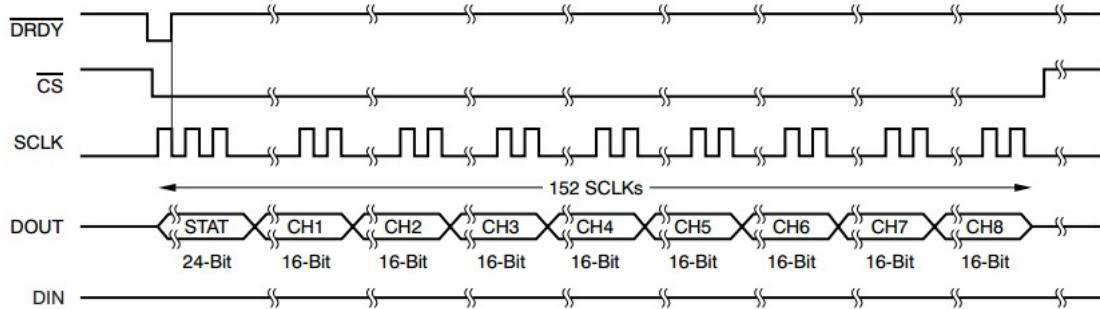 DRDY
CS
SCLK
152 SCLKs
DOUT STAT CH1 CH2 CH3 CH4 CH5 CH6 CH7 CH8
24-Bit 16-Bit 16-Bit 16-Bit 16-Bit 16-Bit 16-Bit 16-Bit 16-Bit
DIN